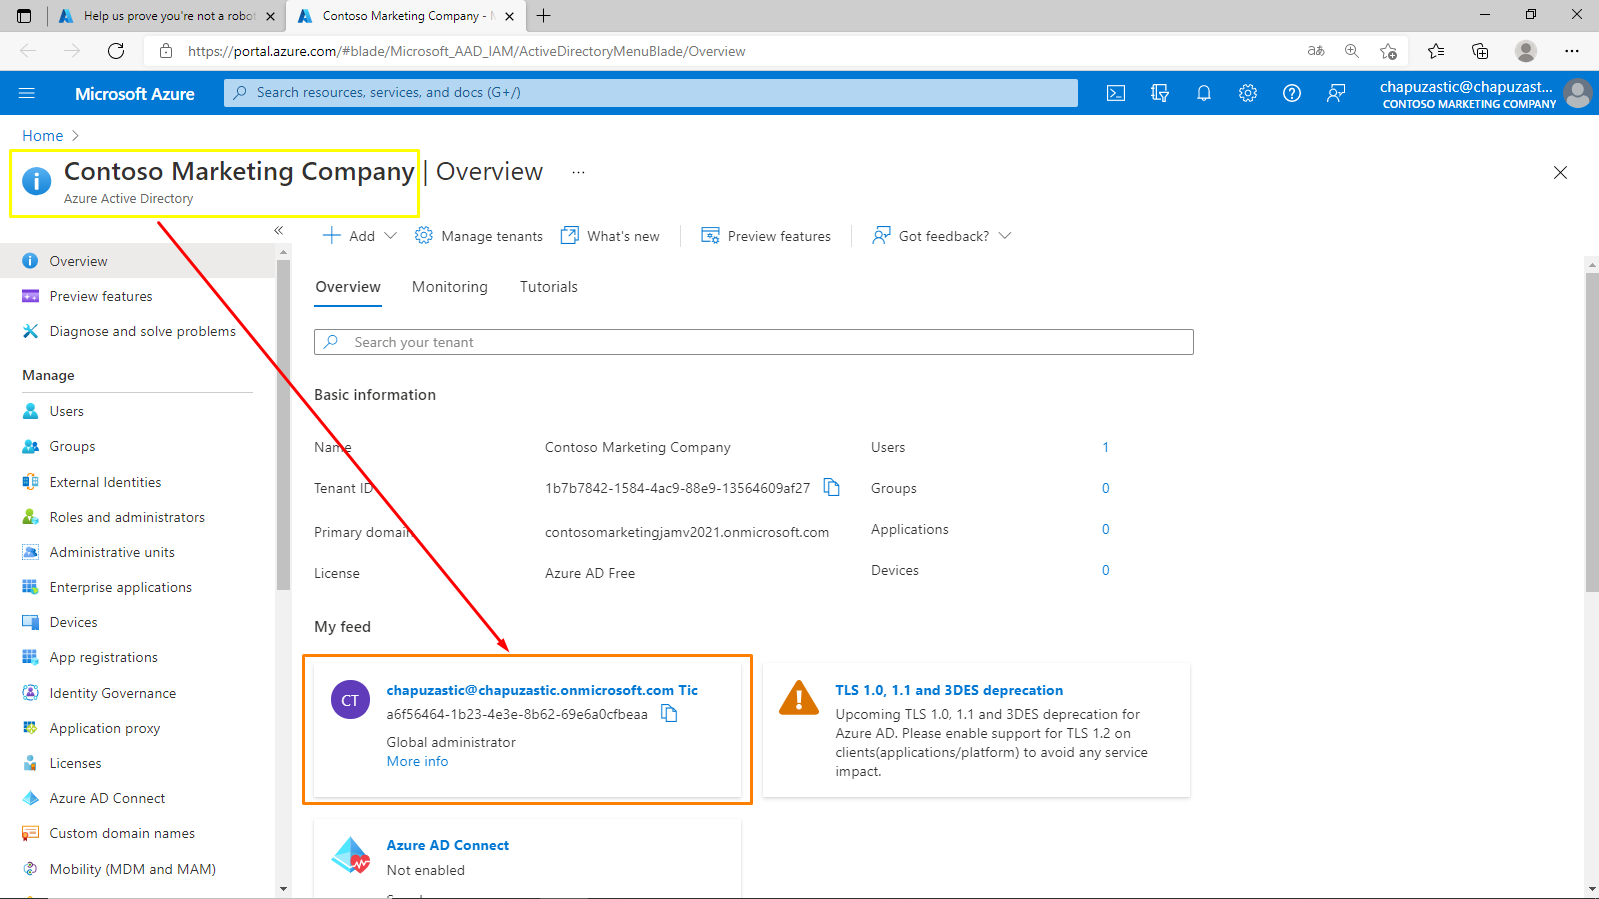 Help us prove you're not a robot
Contoso Marketing Company -
https://portal.azure.com/#blade/Microsoft_AAD_IAM/ActiveDirectoryMenuBlade/Overview
Microsoft Azure
Search resources, services, and docs (G+/)
chapuzastic@chapuzast...
CONTOSO MARKETING COMPANY
Home
Contoso Marketing Company | Overview
...
Azure Active Directory
Add
Manage tenants
What's new
Preview features
Got feedback?
Overview
Preview features
Diagnose and solve problems
Manage
Users
Groups
External Identities
Roles and administrators
Administrative units
Enterprise applications
Devices
App registrations
Identity Governance
Application proxy
Licenses
Azure AD Connect
Custom domain names
Mobility (MDM and MAM)
Overview
Monitoring
Tutorials
Search your tenant
Basic information
Name
Contoso Marketing Company
Users
1
Tenant ID
1b7b7842-1584-4ac9-88e9-13564609af27
Groups
0
Primary domain
contosomarketingjamv2021.onmicrosoft.com
Applications
0
License
Azure AD Free
Devices
0
My feed
CT
chapuzastic@chapuzastic.onmicrosoft.com Tic
a6f56464-1b23-4e3e-8b62-69e6a0cfbeaa
Global administrator
More info
TLS 1.0, 1.1 and 3DES deprecation
Upcoming TLS 1.0, 1.1 and 3DES deprecation for
Azure AD. Please enable support for TLS 1.2 on
clients(applications/platform) to avoid any service
impact.
Azure AD Connect
Not enabled